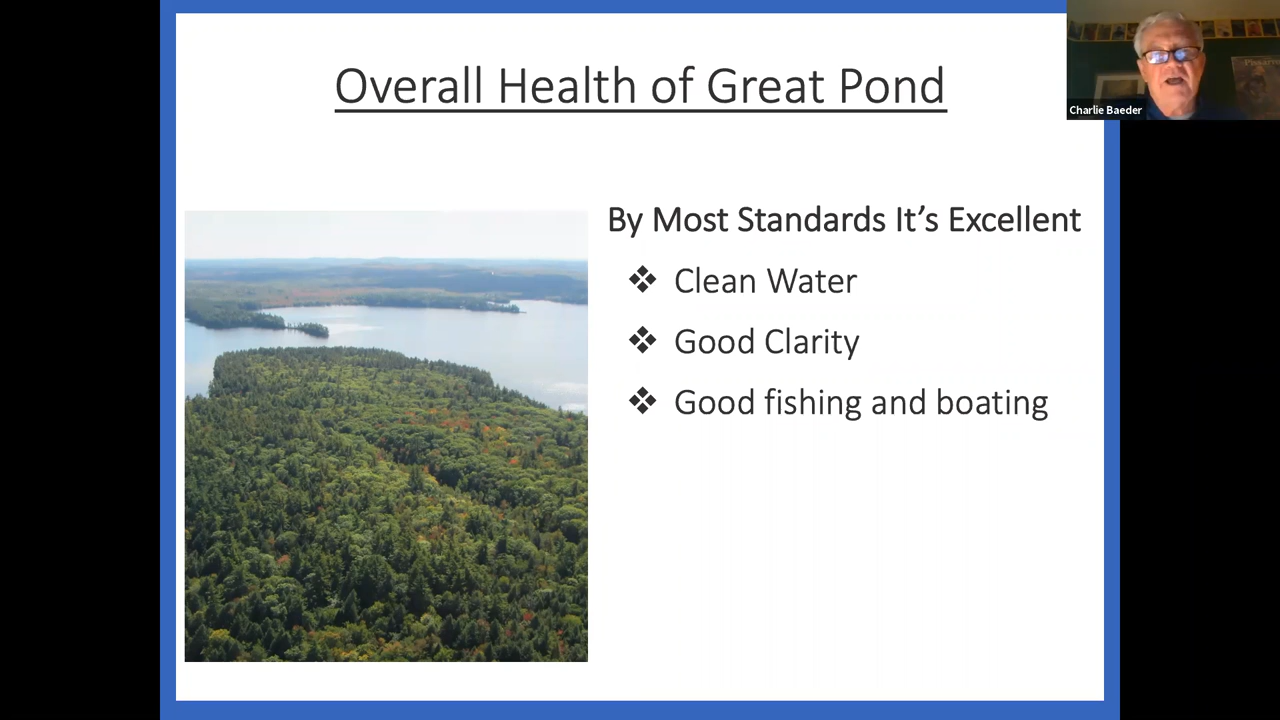 Overall Health of Great Pond
Charlie Baeder
By Most Standards It’s Excellent
❖ Clean Water
❖ Good Clarity
❖ Good fishing and boating